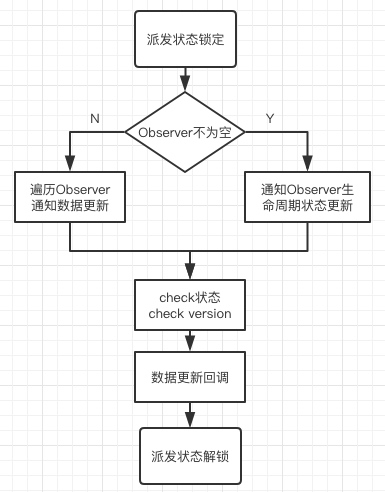 派发状态锁定
N
Y
Observer不为空
遍历Observer
通知数据更新
通知Observer生
命周期状态更新
check状态
check version
数据更新回调
派发状态解锁